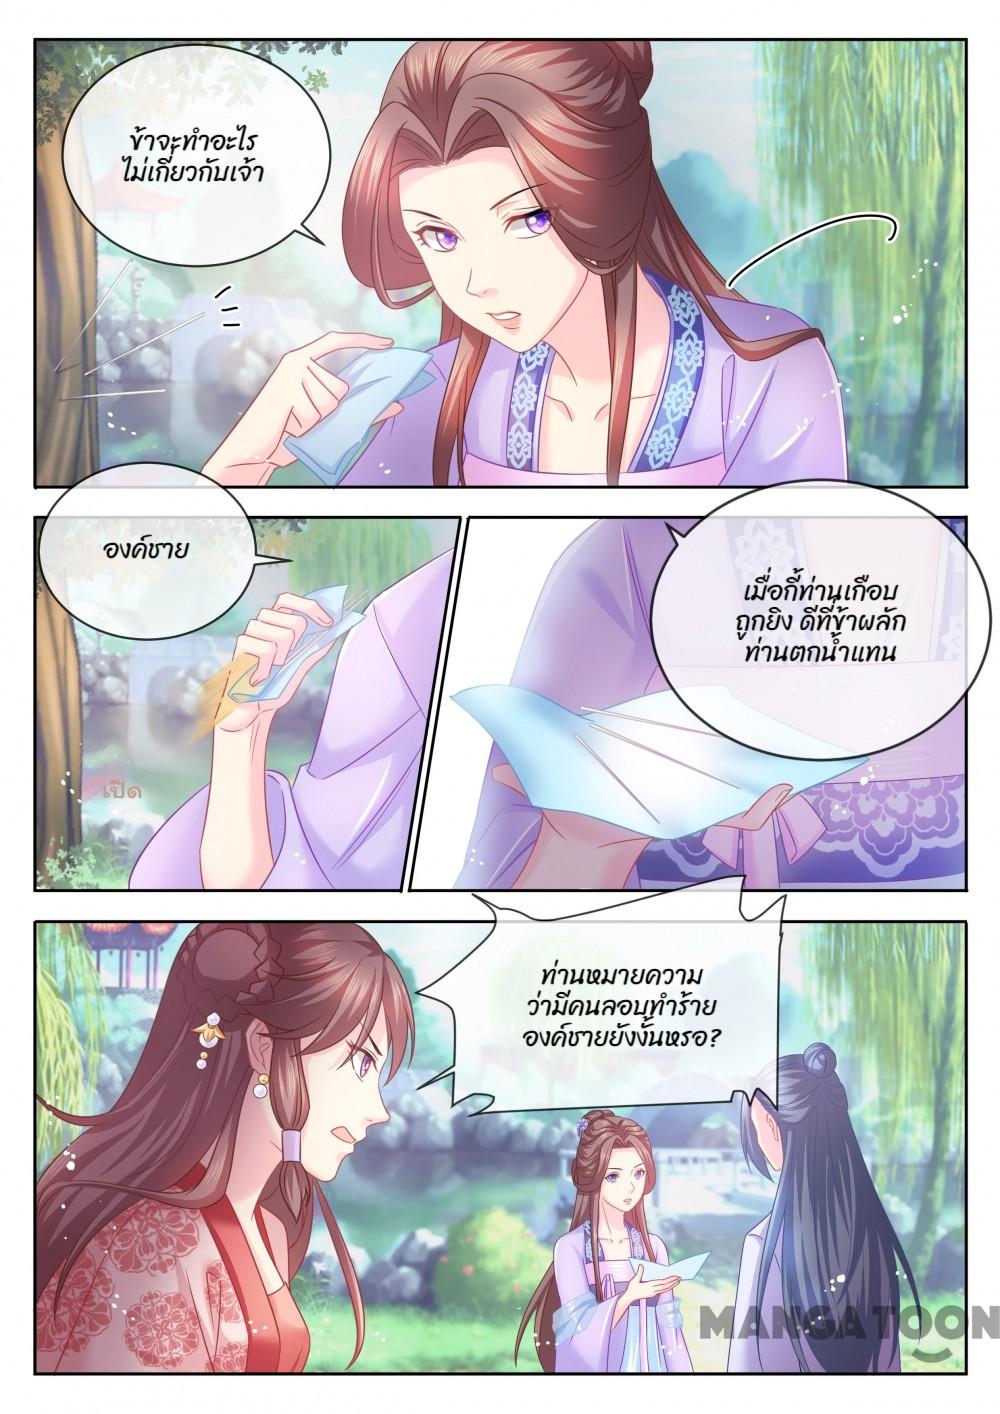 ข้าจะทำอะไร
ไม่เกี่ยวกับเจ้า
องค์ชาย
เมื่อกี้ท่านเกือบ
ถูกยิง ดีที่ข้าผลัก
ท่านตกน้ำแทน
เปิด
ท่านหมายความ
ว่ามีคนลอบทำร้าย
องค์ชายยังงั้นหรอ?
MANGATOON